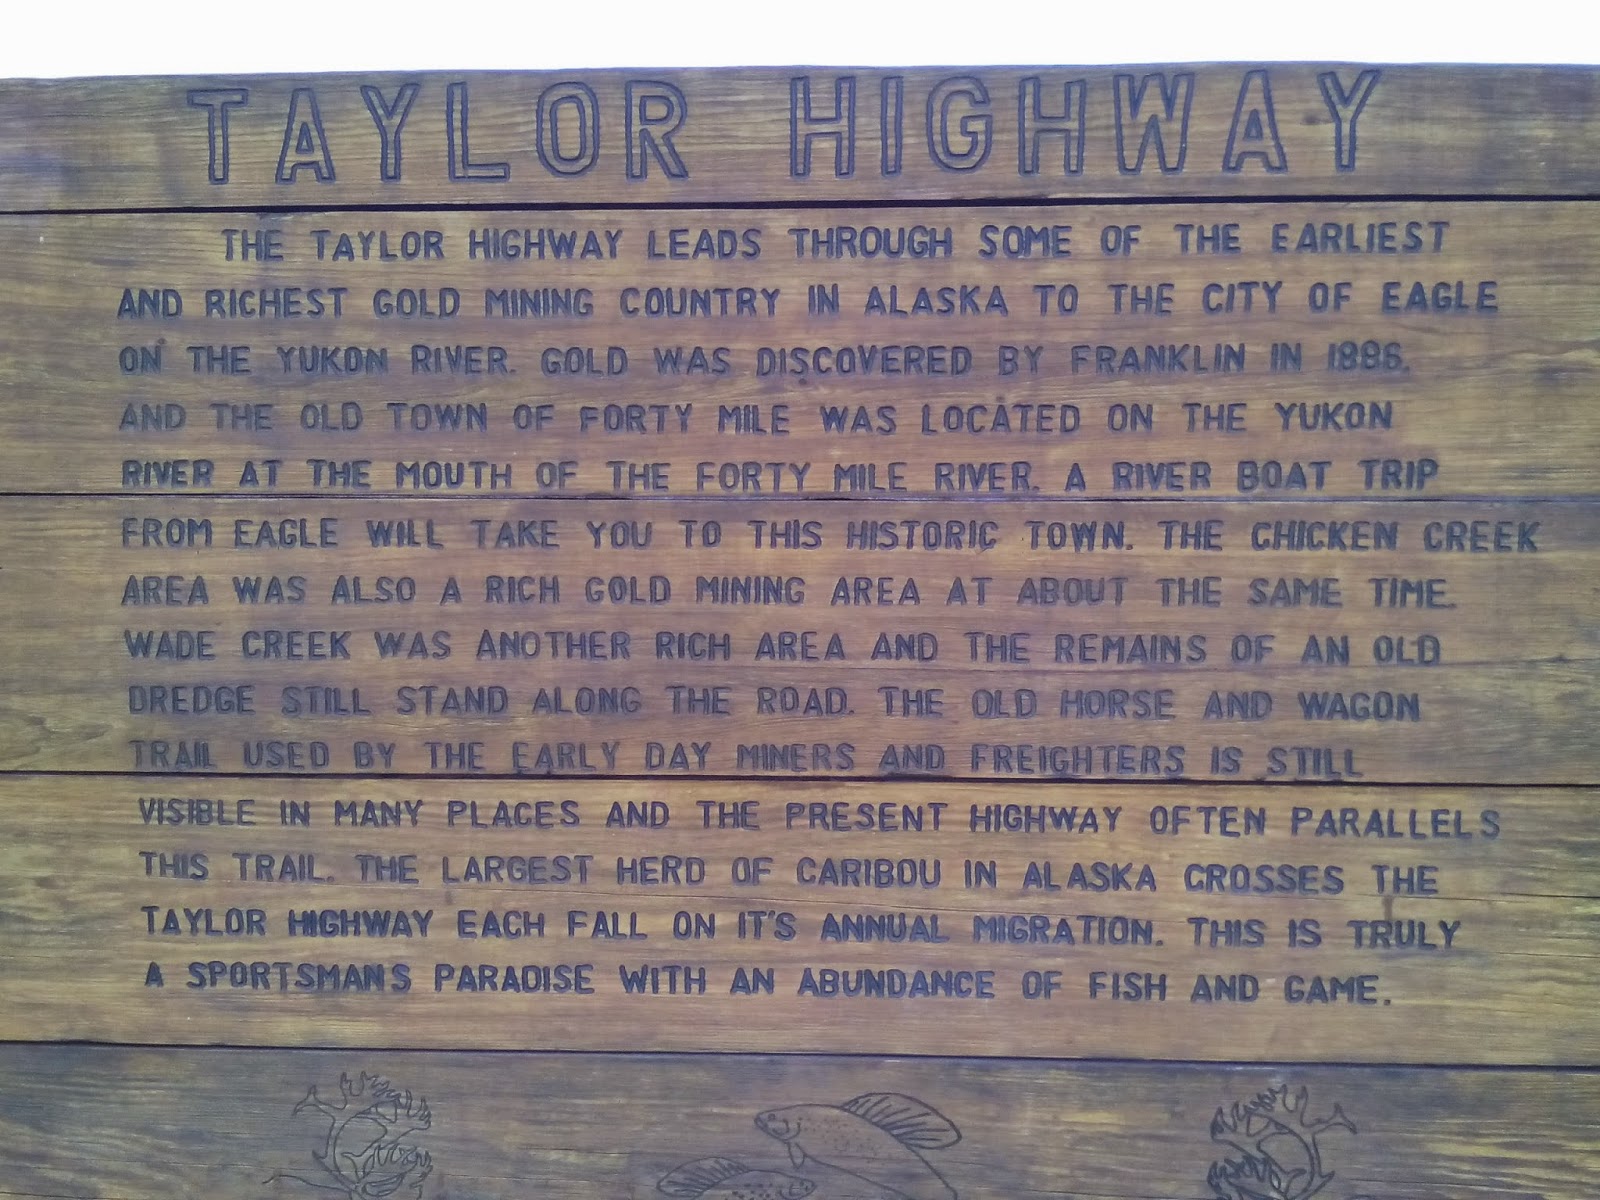 TAYLOR HIGHWAY
THE TAYLOR HIGHWAY LEADS THROUGH SOME OF THE EARLIEST
AND RICHEST GOLD MINING COUNTRY IN ALASKA TO THE CITY OF EAGLE
ON THE YUKON RIVER. GOLD WAS DISCOVERED BY FRANKLIN IN 1886,
AND THE OLD TOWN OF FORTY MILE WAS LOCATED ON THE YUKON
RIVER AT THE MOUTH OF THE FORTY MILE RIVER. A RIVER BOAT TRIP
FROM EAGLE WILL TAKE YOU TO THIS HISTORIC TOWN. THE CHICKEN CREEK
AREA WAS ALSO A RICH GOLD MINING AREA AT ABOUT THE SAME TIME.
WADE CREEK WAS ANOTHER RICH AREA AND THE REMAINS OF AN OLD
DREDGE STILL STAND ALONG THE ROAD. THE OLD HORSE AND WAGON
TRAIL USED BY THE EARLY DAY MINERS AND FREIGHTERS IS STILL
VISIBLE IN MANY PLACES AND THE PRESENT HIGHWAY OFTEN PARALLELS
THIS TRAIL. THE LARGEST HERD OF CARIBOU IN ALASKA CROSSES THE
TAYLOR HIGHWAY EACH FALL ON IT'S ANNUAL MIGRATION. THIS IS TRULY
A SPORTSMANS PARADISE WITH AN ABUNDANCE OF FISH AND GAME.